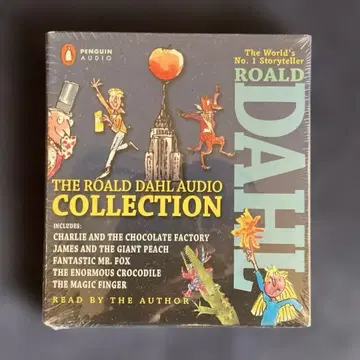 PENGUIN
AUDIO
The World's
No. 1 Storyteller
ROALD
DAHL
THE ROALD DAHL AUDIO
COLLECTION
INCLUDES:
CHARLIE AND THE CHOCOLATE FACTORY
JAMES AND THE GIANT PEACH
FANTASTIC MR. FOX
THE ENORMOUS CROCODILE
THE MAGIC FINGER
READ BY THE AUTHOR